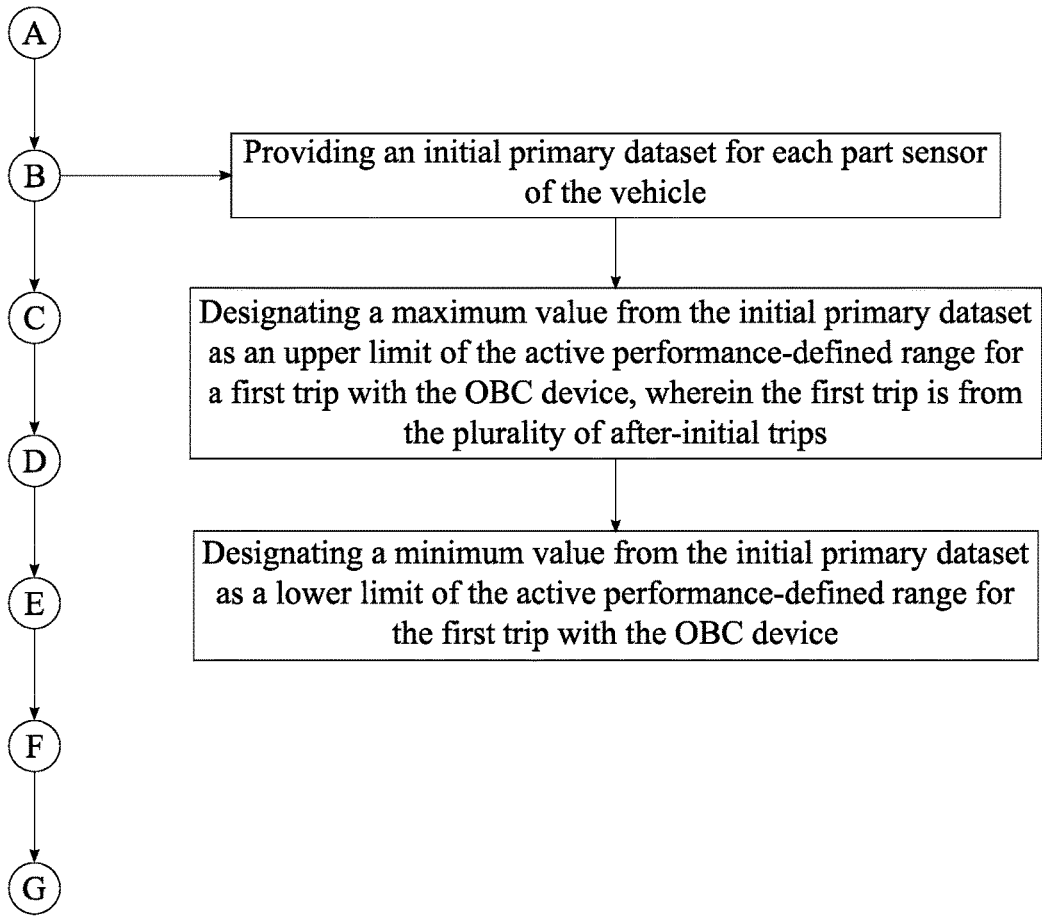 A
B
Providing an initial primary dataset for each part sensor
of the vehicle
C
Designating a maximum value from the initial primary dataset
as an upper limit of the active performance-defined range for
a first trip with the OBC device, wherein the first trip is from
the plurality of after-initial trips
D
Designating a minimum value from the initial primary dataset
as a lower limit of the active performance-defined range for
the first trip with the OBC device
E
F
G